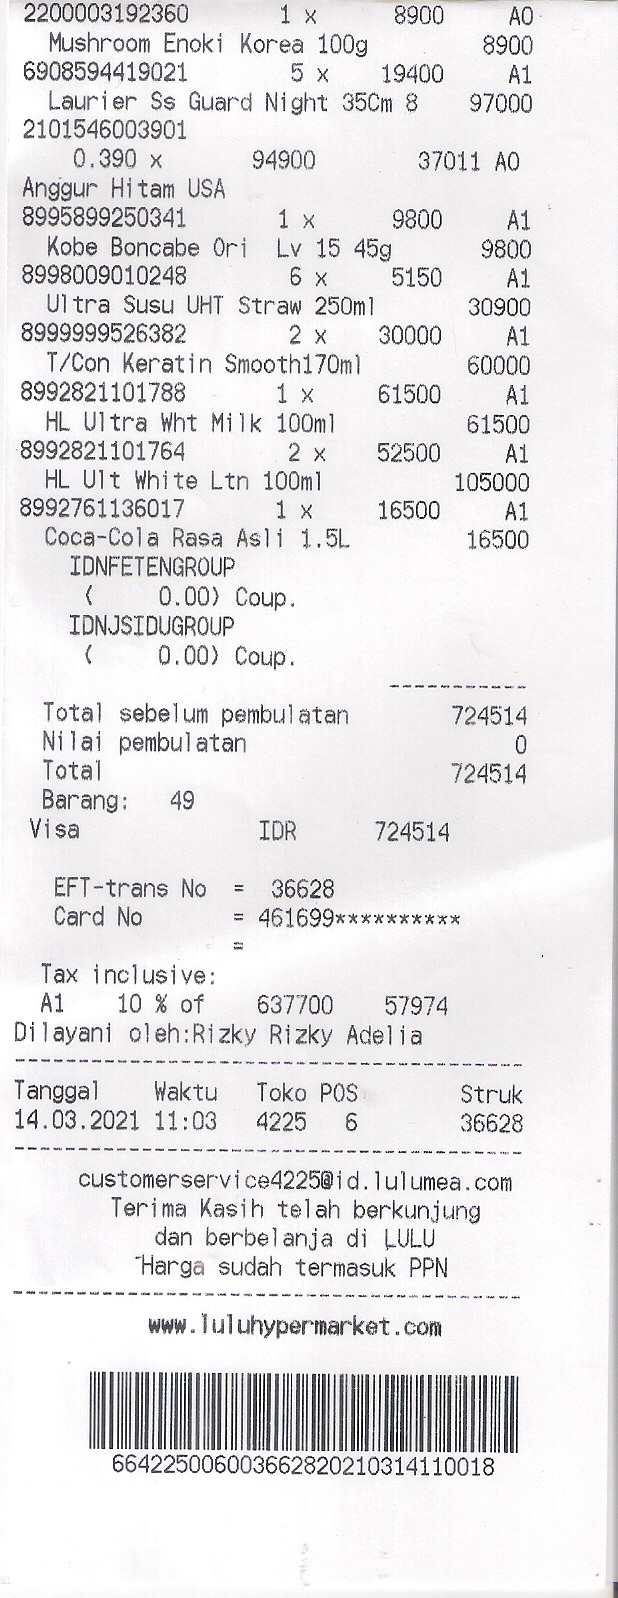 2200003192360 1 x 8900 A0
Mushroom Enoki Korea 100g 8900
6908594419021 5 x 19400 A1
Laurier Ss Guard Night 35Cm 8 97000
2101546003901
0.390 x 94900 37011 A0
Anggur Hitam USA
8995899250341 1 x 9800 A1
Kobe Boncabe Ori Lv 15 45g 9800
8998009010248 6 x 5150 A1
Ultra Susu UHT Straw 250ml 30900
8999999526382 2 x 30000 A1
T/Con Keratin Smooth170ml 60000
8992821101788 1 x 61500 A1
HL Ultra Wht Milk 100ml 61500
8992821101764 2 x 52500 A1
HL Ult White Ltn 100ml 105000
8992761136017 1 x 16500 A1
Coca-Cola Rasa Asli 1.5L 16500
IDNFETENGROUP
( 0.00) Coup.
IDNJSIDUGROUP
( 0.00) Coup.
----------
Total sebelum pembulatan 724514
Nilai pembulatan 0
Total 724514
Barang: 49
Visa IDR 724514
EFT-trans No = 36628
Card No = 461699**********
=
Tax inclusive:
A1 10 % of 637700 57974
Dilayani oleh:Rizky Rizky Adelia
----------------------------------------
Tanggal Waktu Toko POS Struk
14.03.2021 11:03 4225 6 36628
----------------------------------------
customerservice4225@id.lulumea.com
Terima Kasih telah berkunjung
dan berbelanja di LULU
*Harga sudah termasuk PPN
----------------------------------------
www.luluhypermarket.com
664225006003662820210314110018